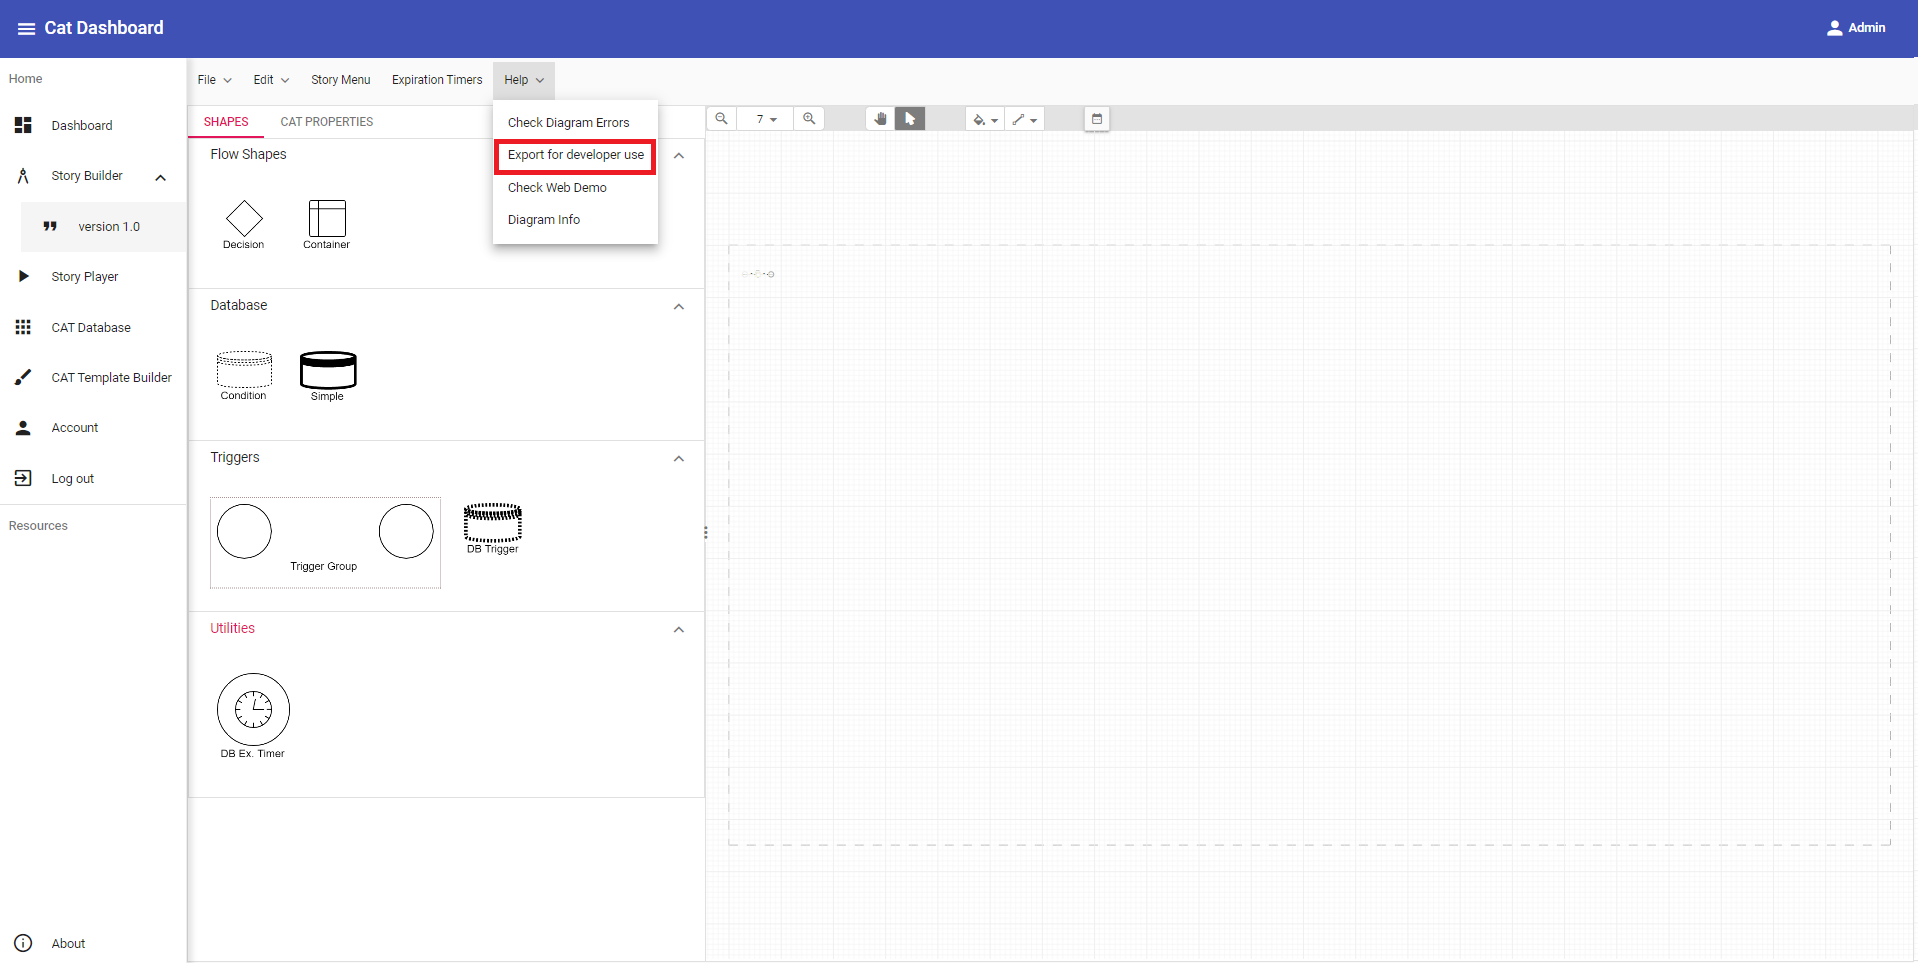 Cat Dashboard
Admin
Home
File
Edit
Story Menu
Expiration Timers
Help
Dashboard
Story Builder
version 1.0
Story Player
CAT Database
CAT Template Builder
Account
Log out
Resources
About
SHAPES
CAT PROPERTIES
Check Diagram Errors
Export for developer use
Check Web Demo
Diagram Info
7
Flow Shapes
Decision
Container
Database
Condition
Simple
Triggers
Trigger Group
DB Trigger
Utilities
DB Ex. Timer